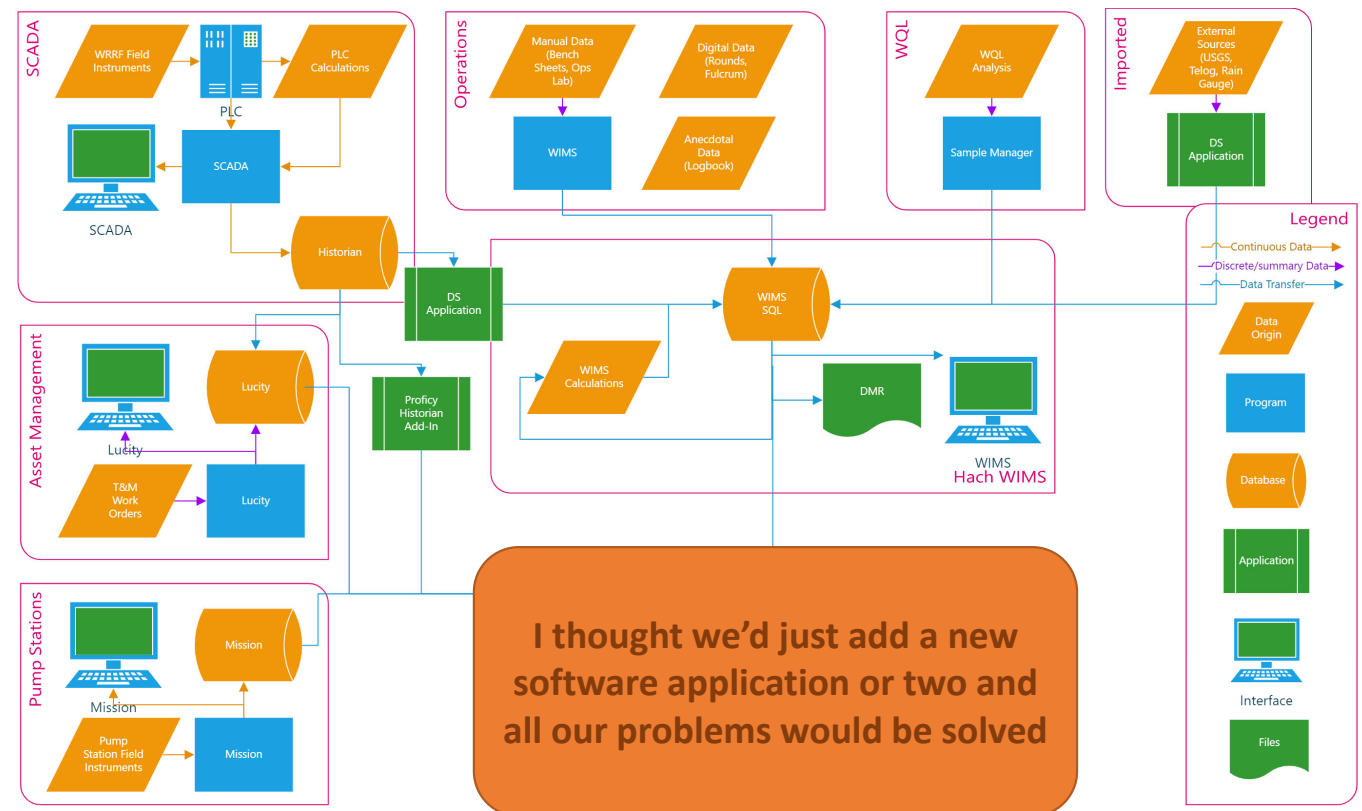 SCADA
WRRF Field
Instruments
PLC
PLC
Calculations
SCADA
SCADA
Historian
Operations
Manual Data
(Bench
Sheets, Ops
Lab)
Digital Data
(Rounds,
Fulcrum)
WIMS
Anecdotal
Data
(Logbook)
WQL
WQL
Analysis
Sample Manager
Imported
External
Sources
(USGS,
Telog, Rain
Gauge)
DS
Application
Legend
Continuous Data
Discrete/summary Data
Data Transfer
Data
Origin
Program
Database
Application
Interface
Files
DS
Application
WIMS
SQL
WIMS
Calculations
DMR
WIMS
Hach WIMS
Asset Management
Lucity
Lucity
T&M
Work
Orders
Lucity
Proficy
Historian
Add-In
Pump Stations
Mission
Mission
Pump
Station Field
Instruments
Mission
I thought we’d just add a new
software application or two and
all our problems would be solved